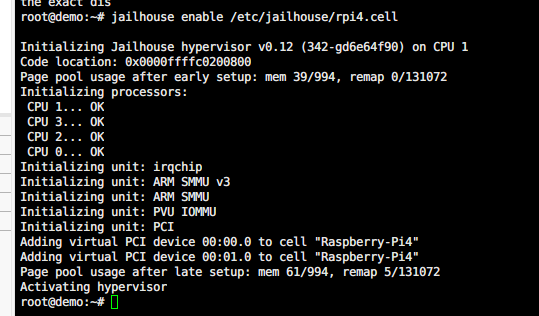 the exact dis
root@demo:~# jailhouse enable /etc/jailhouse/rpi4.cell
Initializing Jailhouse hypervisor v0.12 (342-gd6e64f90) on CPU 1
Code location: 0x0000ffffc0200800
Page pool usage after early setup: mem 39/994, remap 0/131072
Initializing processors:
 CPU 1... OK
 CPU 3... OK
 CPU 2... OK
 CPU 0... OK
Initializing unit: irqchip
Initializing unit: ARM SMMU v3
Initializing unit: ARM SMMU
Initializing unit: PVU IOMMU
Initializing unit: PCI
Adding virtual PCI device 00:00.0 to cell "Raspberry-Pi4"
Adding virtual PCI device 00:01.0 to cell "Raspberry-Pi4"
Page pool usage after late setup: mem 61/994, remap 5/131072
Activating hypervisor
root@demo:~#